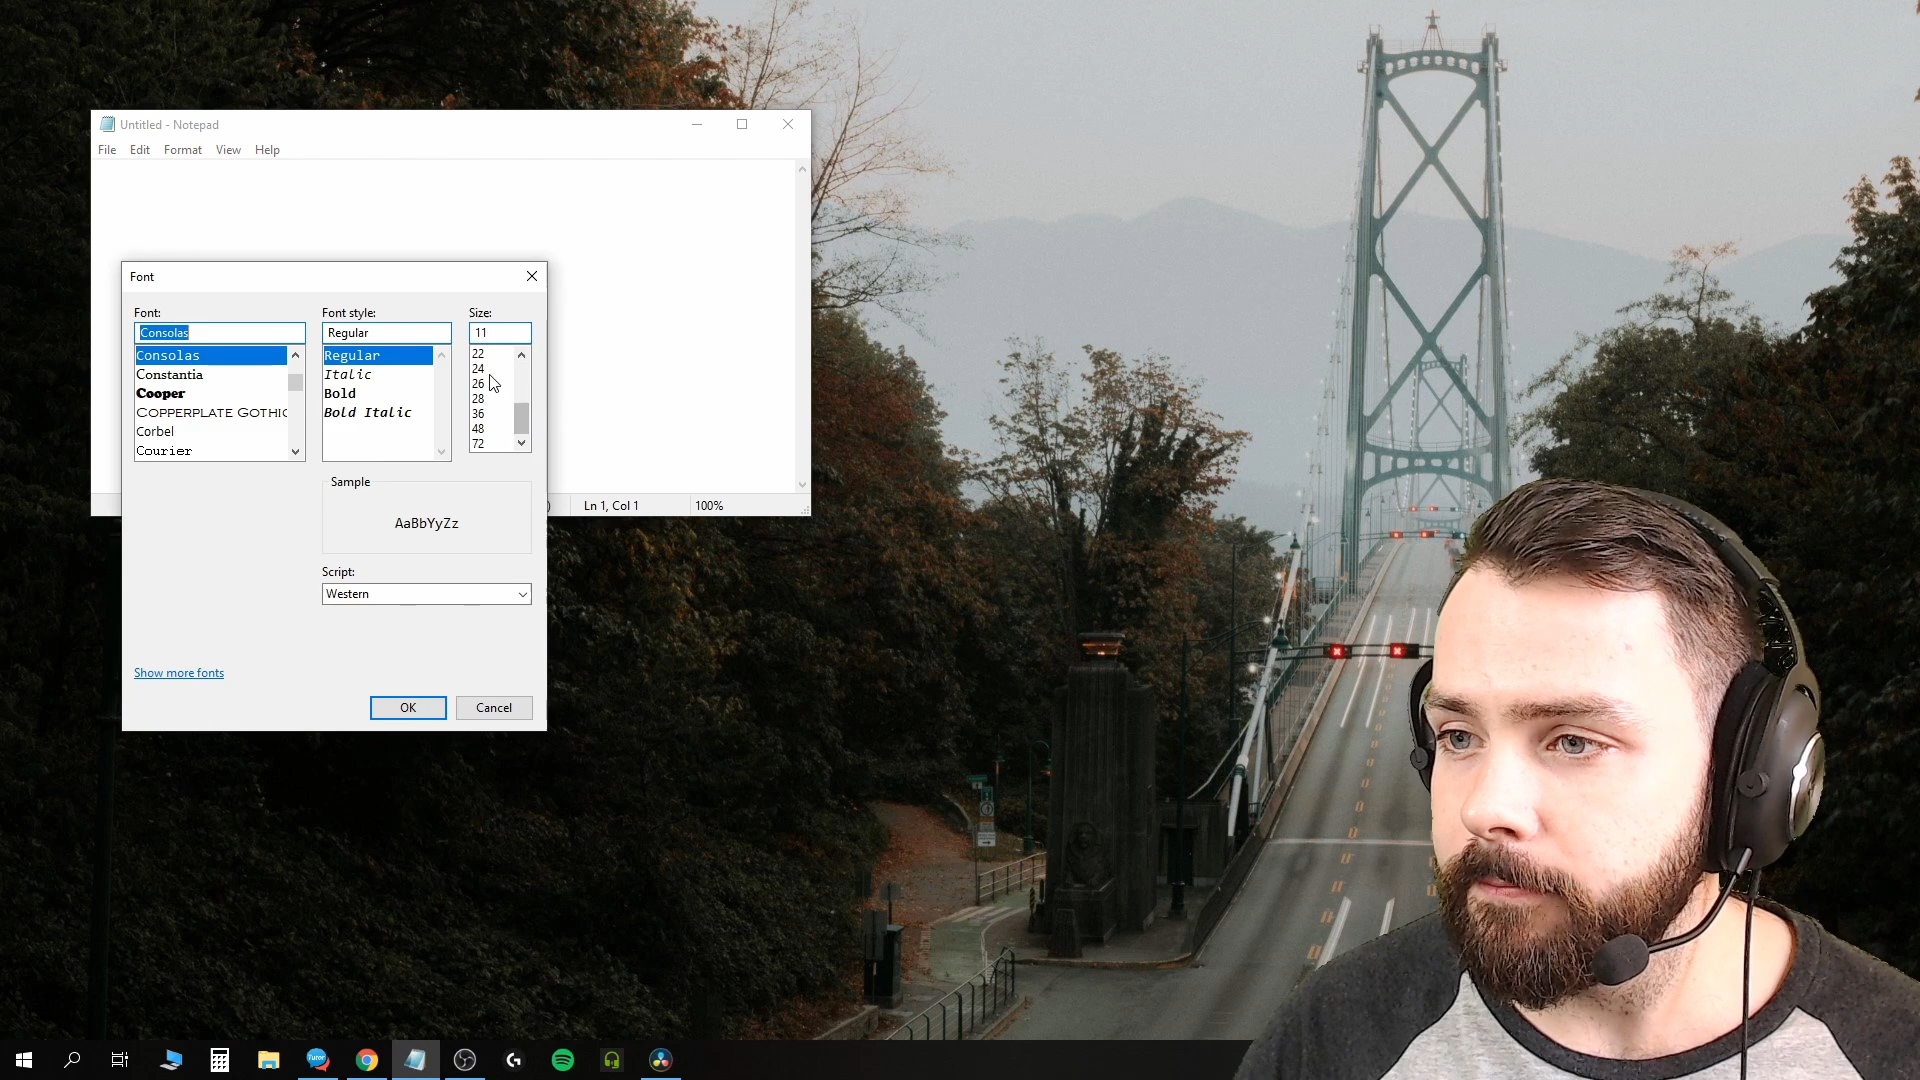 Untitled - Notepad
File Edit Format View Help
Font
Font: Font style: Size:
Consolas Regular 11
Consolas Regular 22
Constantia Italic 24
Cooper Bold 26
COPPERPLATE GOTHIC Bold Italic 28
Corbel 36
Courier 48
72
Sample
AaBbYyZz
Ln 1, Col 1 100%
Script:
Western
Show more fonts
OK Cancel
Tutor